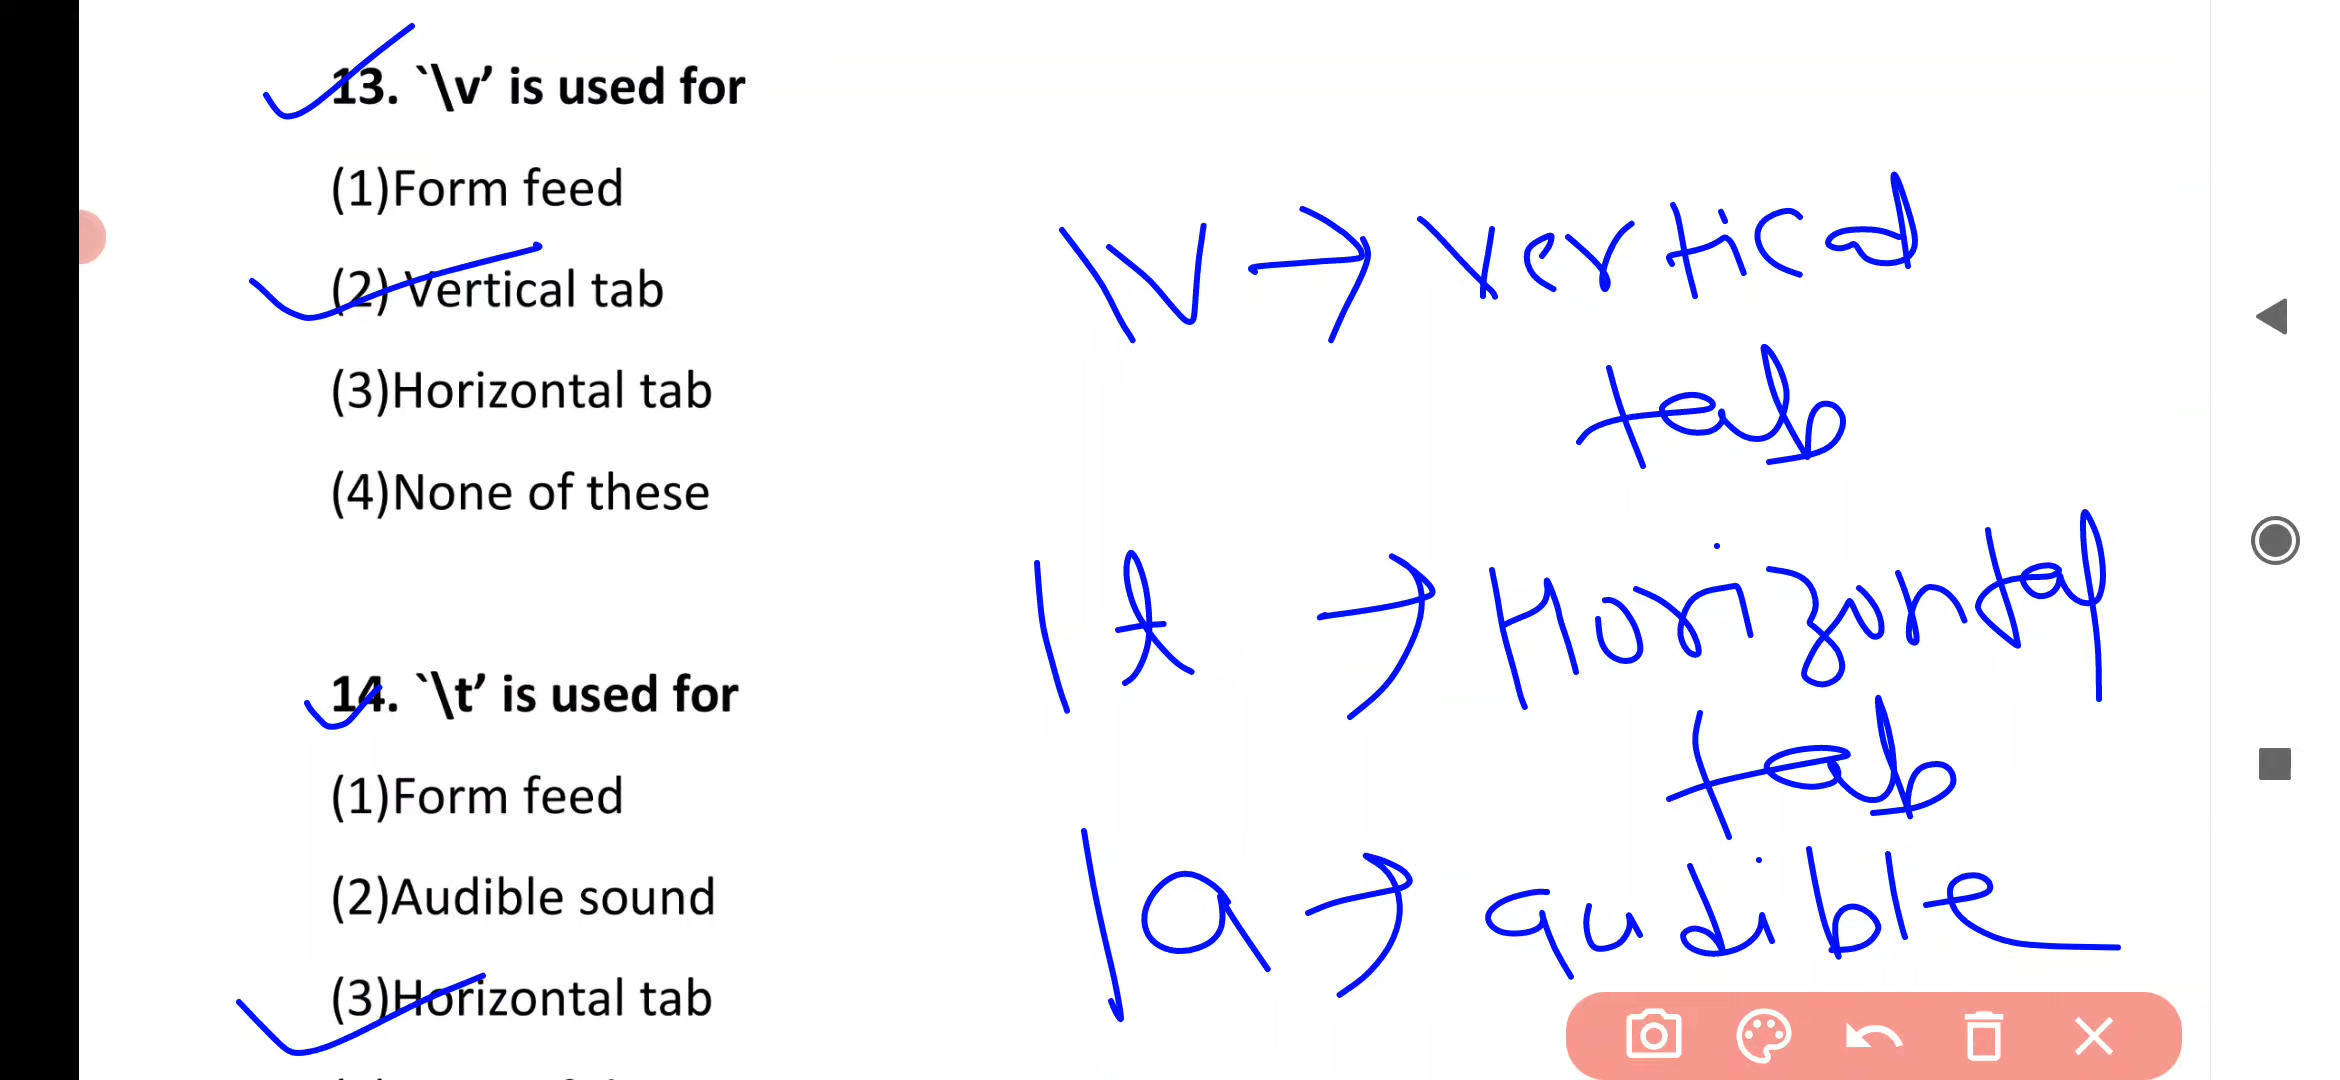 13. `\v’ is used for
(1)Form feed
(2) Vertical tab
(3)Horizontal tab
(4)None of these
14. `\t’ is used for
(1)Form feed
(2)Audible sound
(3)Horizontal tab
\v → Vertical
tab
\t → Horizontal
tab
\a → audible